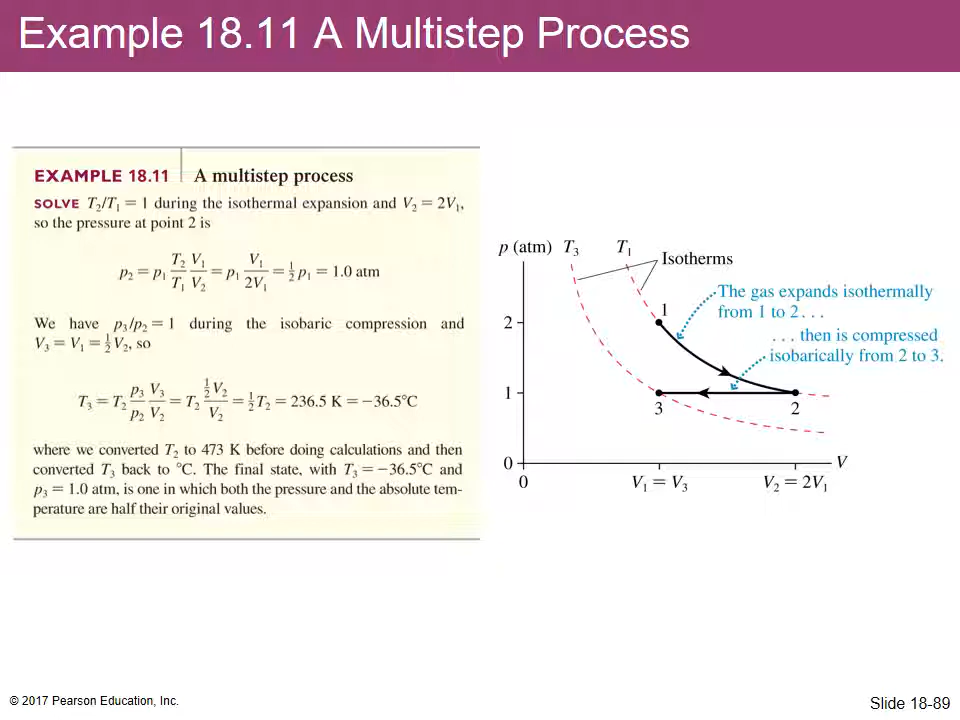 Example 18.11 A Multistep Process
EXAMPLE 18.11 A multistep process
SOLVE T₂/T₁ = 1 during the isothermal expansion and V₂ = 2V₁,
so the pressure at point 2 is
p₂ = p₁ T₂/T₁ V₁/V₂ = p₁ V₁/2V₁ = ½ p₁ = 1.0 atm
We have p₃/p₂ = 1 during the isobaric compression and
V₃ = V₁ = ½V₂, so
T₃ = T₂ p₃/p₂ V₃/V₂ = T₂ ½V₂/V₂ = ½T₂ = 236.5 K = −36.5°C
where we converted T₂ to 473 K before doing calculations and then
converted T₃ back to °C. The final state, with T₃ = −36.5°C and
p₃ = 1.0 atm, is one in which both the pressure and the absolute tem-
perature are half their original values.
p (atm) T₃ T₁
Isotherms
The gas expands isothermally
from 1 to 2 . . .
. . . then is compressed
isobarically from 2 to 3.
1
2
1
3 2
0
V
0 V₁ = V₃ V₂ = 2V₁
© 2017 Pearson Education, Inc.
Slide 18-89